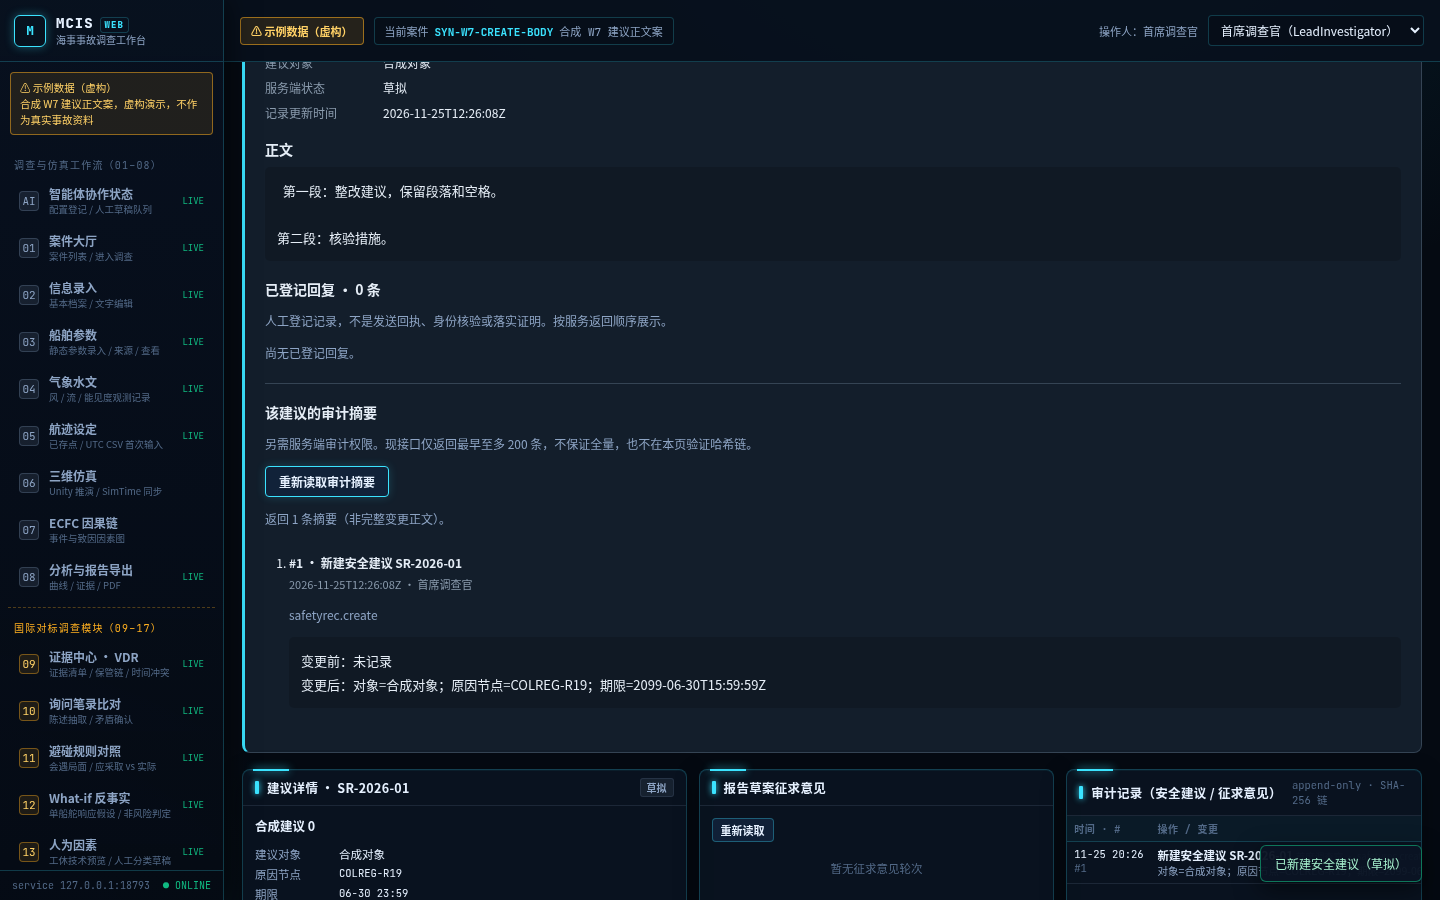 M
MCIS WEB
海事事故调查工作台
⚠ 示例数据（虚构）
当前案件 SYN-W7-CREATE-BODY 合成 W7 建议正文案
操作人：首席调查官
首席调查官（LeadInvestigator）
⚠ 示例数据（虚构）
合成 W7 建议正文案，虚构演示，不作
为真实事故资料
调查与仿真工作流（01-08）
AI 智能体协作状态 LIVE
配置登记 / 人工草稿队列
01 案件大厅 LIVE
案件列表 / 进入调查
02 信息录入 LIVE
基本档案 / 文字编辑
03 船舶参数 LIVE
静态参数录入 / 来源 / 查看
04 气象水文 LIVE
风 / 流 / 能见度观测记录
05 航迹设定 LIVE
已存点 / UTC CSV 首次输入
06 三维仿真
Unity 推演 / SimTime 同步
07 ECFC 因果链
事件与致因因素图
08 分析与报告导出 LIVE
曲线 / 证据 / PDF
国际对标调查模块（09-17）
09 证据中心 · VDR LIVE
证据清单 / 保管链 / 时间冲突
10 询问笔录比对 LIVE
陈述抽取 / 矛盾确认
11 避碰规则对照 LIVE
会遇局面 / 应采取 vs 实际
12 What-if 反事实 LIVE
单船舵响应假设 / 非风险判定
13 人为因素 LIVE
工休技术预览 / 人工分类草稿
service 127.0.0.1:18793 ● ONLINE
建议对象 合成对象
服务端状态 草拟
记录更新时间 2026-11-25T12:26:08Z
正文
第一段：整改建议，保留段落和空格。
第二段：核验措施。
已登记回复 · 0 条
人工登记记录，不是发送回执、身份核验或落实证明。按服务返回顺序展示。
尚无已登记回复。
该建议的审计摘要
另需服务端审计权限。现接口仅返回最早至多 200 条，不保证全量，也不在本页验证哈希链。
重新读取审计摘要
返回 1 条摘要（非完整变更正文）。
1. #1 · 新建安全建议 SR-2026-01
2026-11-25T12:26:08Z · 首席调查官
safetyrec.create
变更前：未记录
变更后：对象=合成对象；原因节点=COLREG-R19；期限=2099-06-30T15:59:59Z
建议详情 · SR-2026-01 草拟
合成建议 0
建议对象 合成对象
原因节点 COLREG-R19
期限 06-30 23:59
报告草案征求意见
重新读取
暂无征求意见轮次
审计记录（安全建议 / 征求意见） append-only · SHA-
256 链
时间 · # 操作 / 变更
11-25 20:26 新建安全建议 SR-20
#1 对象=合成对象；原因
已新建安全建议（草拟）